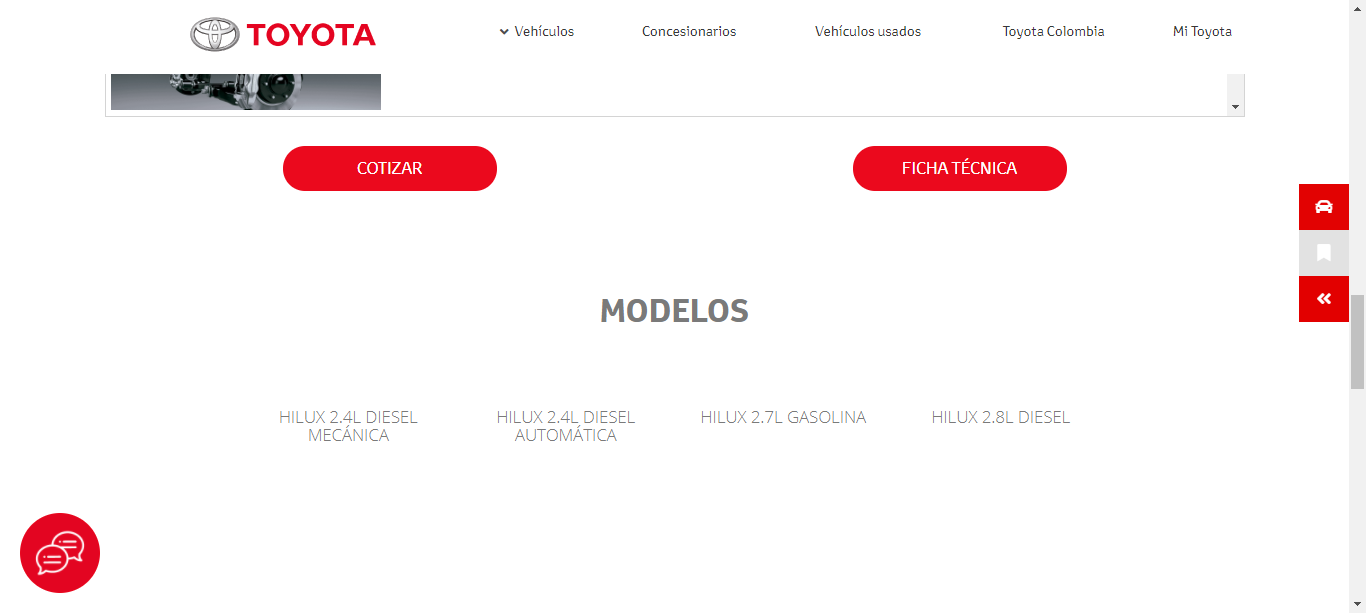 TOYOTA
Vehículos
Concesionarios
Vehículos usados
Toyota Colombia
Mi Toyota
COTIZAR
FICHA TÉCNICA
MODELOS
HILUX 2.4L DIESEL
MECÁNICA
HILUX 2.4L DIESEL
AUTOMÁTICA
HILUX 2.7L GASOLINA
HILUX 2.8L DIESEL